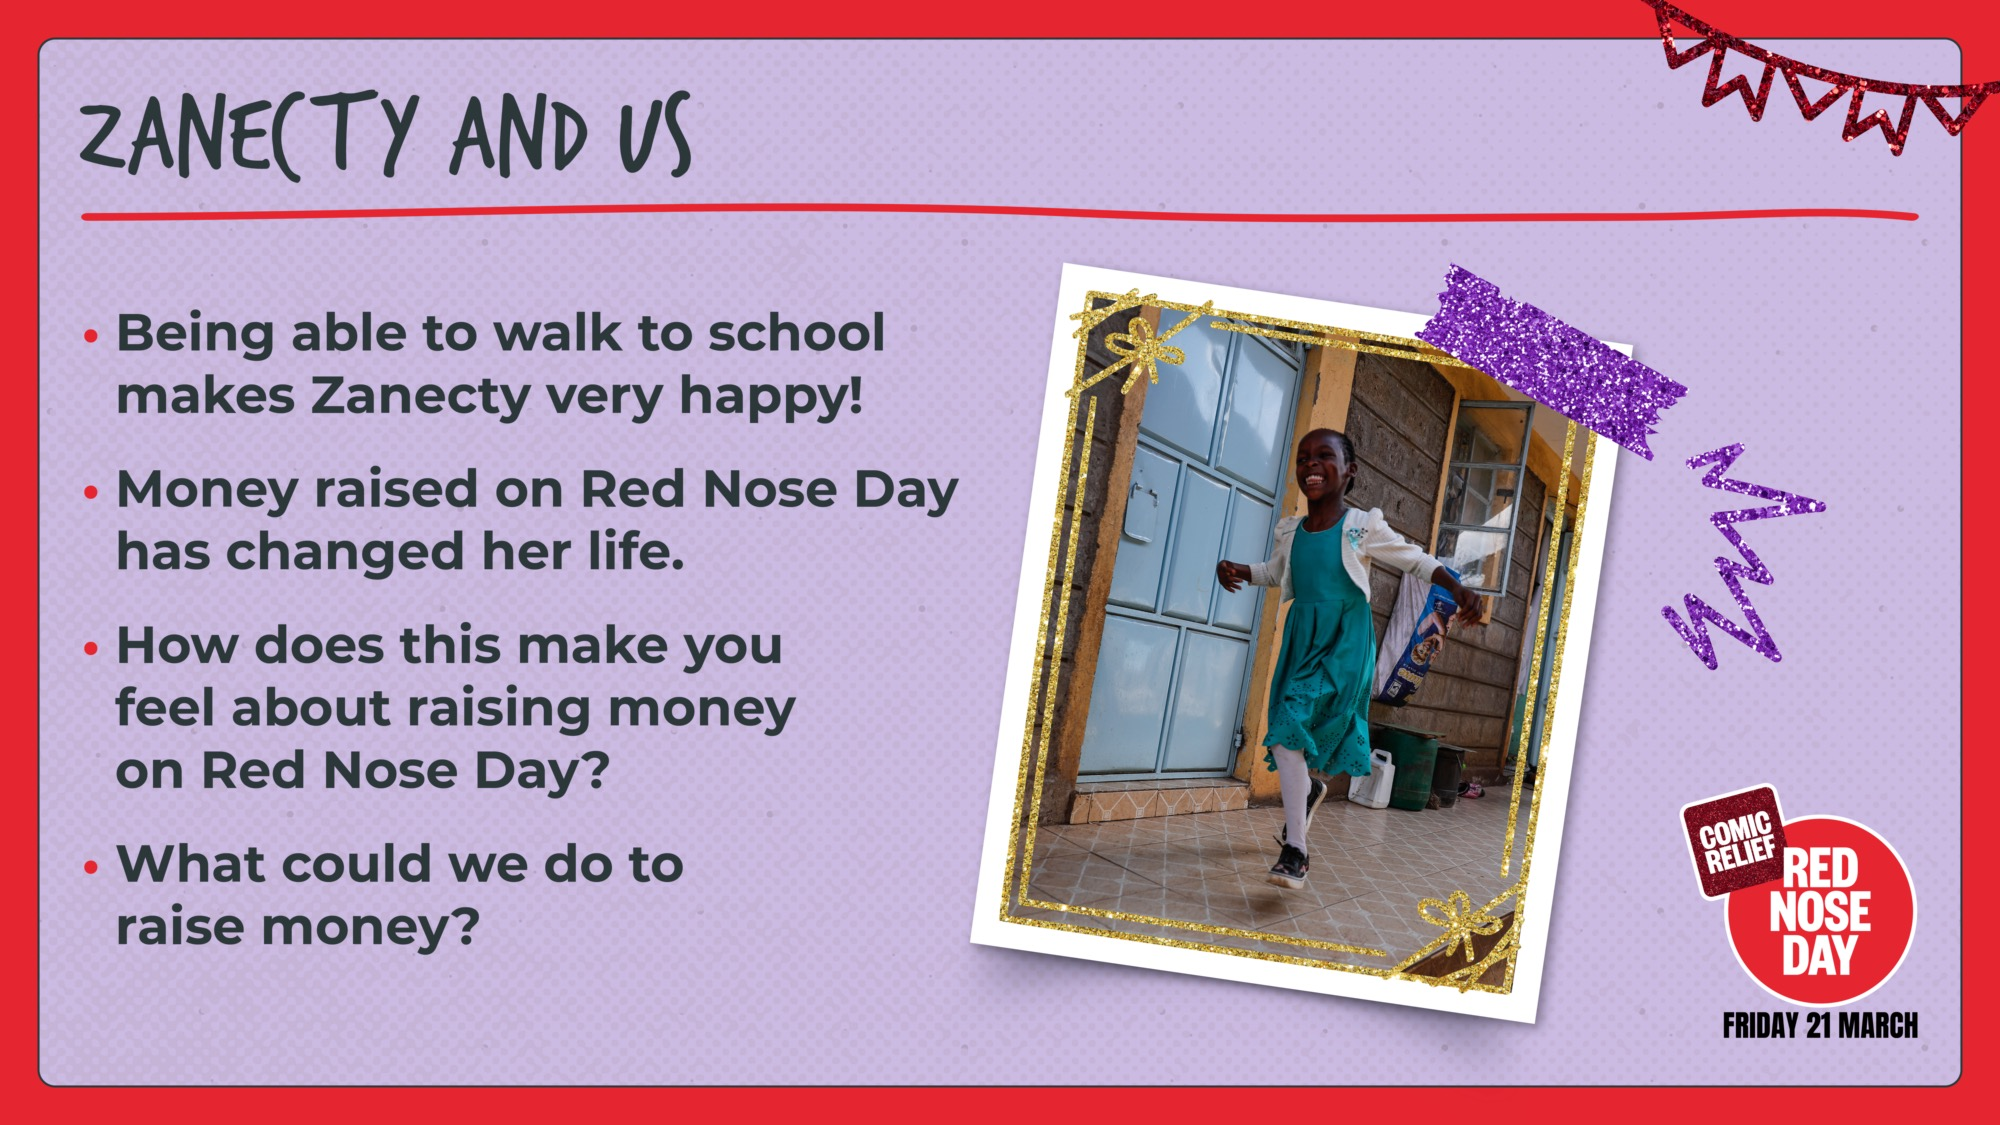 ZANECTY AND US
• Being able to walk to school
makes Zanecty very happy!
• Money raised on Red Nose Day
has changed her life.
• How does this make you
feel about raising money
on Red Nose Day?
• What could we do to
raise money?
COMIC
RELIEF
RED
NOSE
DAY
FRIDAY 21 MARCH